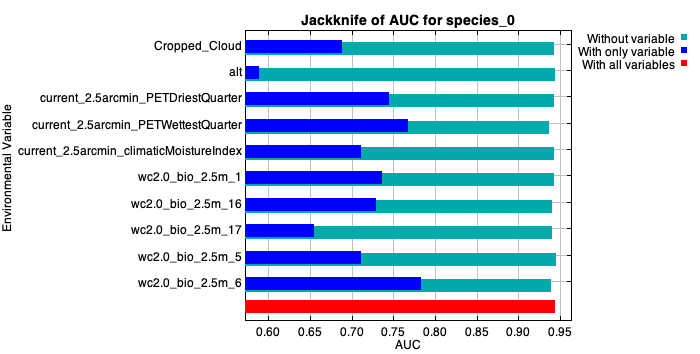 Jackknife of AUC for species_0
Without variable
With only variable
With all variables
Environmental Variable
Cropped_Cloud
alt
current_2.5arcmin_PETDriestQuarter
current_2.5arcmin_PETWettestQuarter
current_2.5arcmin_climaticMoistureIndex
wc2.0_bio_2.5m_1
wc2.0_bio_2.5m_16
wc2.0_bio_2.5m_17
wc2.0_bio_2.5m_5
wc2.0_bio_2.5m_6
0.60 0.65 0.70 0.75 0.80 0.85 0.90 0.95
AUC